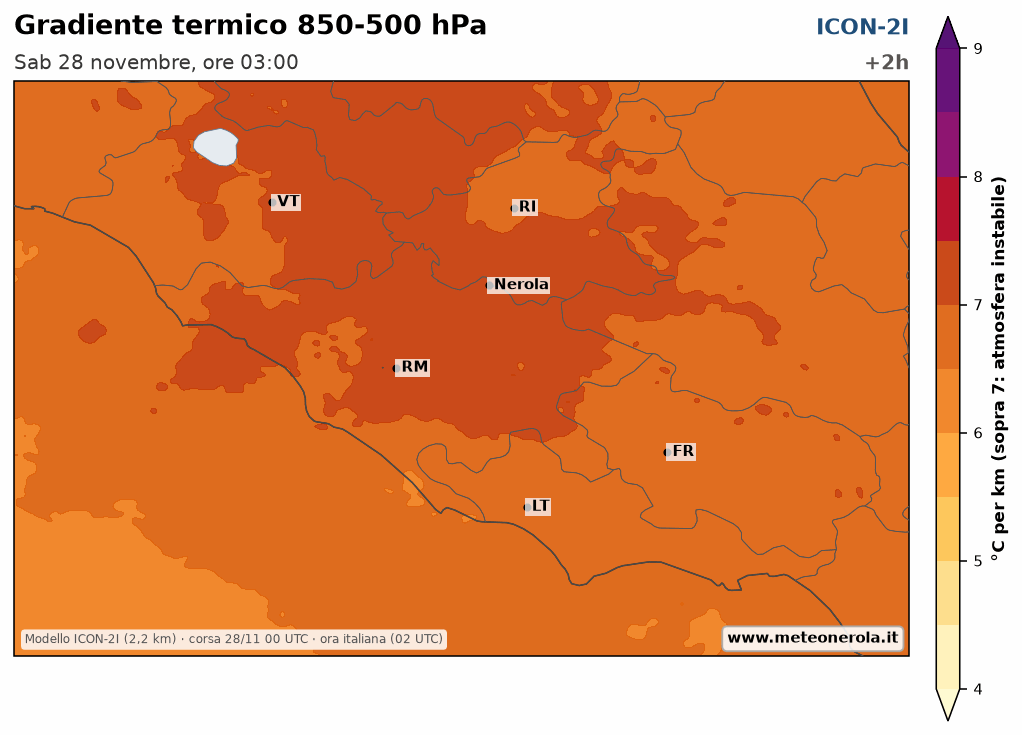 Gradiente termico 850-500 hPa
ICON-2I
Sab 28 novembre, ore 03:00
+2h
VT
RI
Nerola
RM
FR
LT
Modello ICON-2I (2,2 km) · corsa 28/11 00 UTC · ora italiana (02 UTC)
www.meteonerola.it
9
8
7
6
5
4
°C per km (sopra 7: atmosfera instabile)